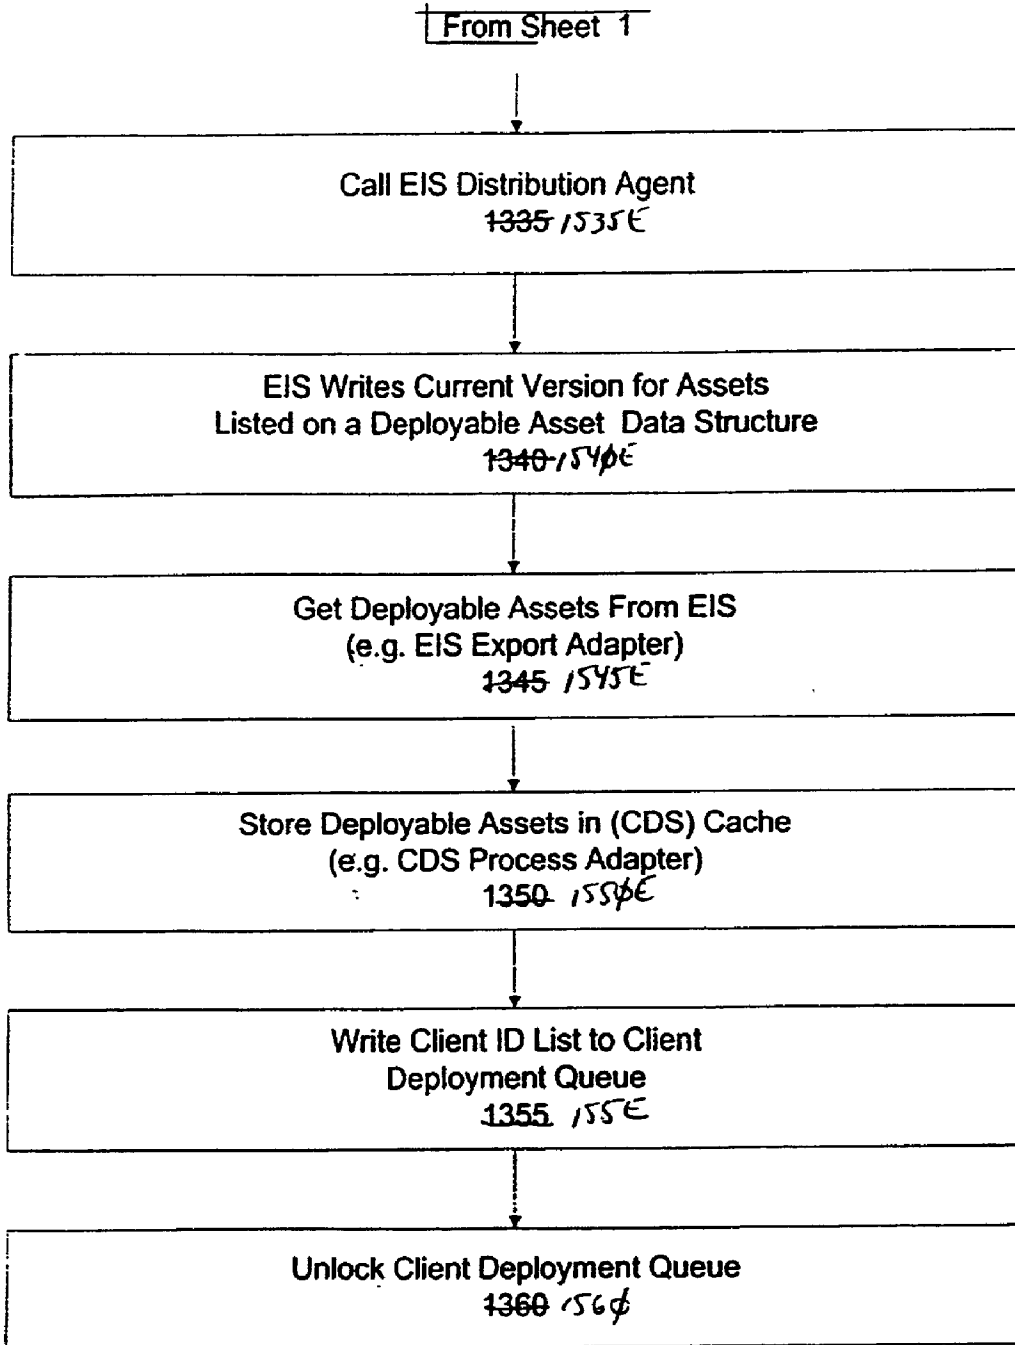 From Sheet 1
Call EIS Distribution Agent
1335 1535E
EIS Writes Current Version for Assets
Listed on a Deployable Asset Data Structure
1340 1540E
Get Deployable Assets From EIS
(e.g. EIS Export Adapter)
1345 1545E
Store Deployable Assets in (CDS) Cache
(e.g. CDS Process Adapter)
1350 1550E
Write Client ID List to Client
Deployment Queue
1355 155E
Unlock Client Deployment Queue
1360 1560